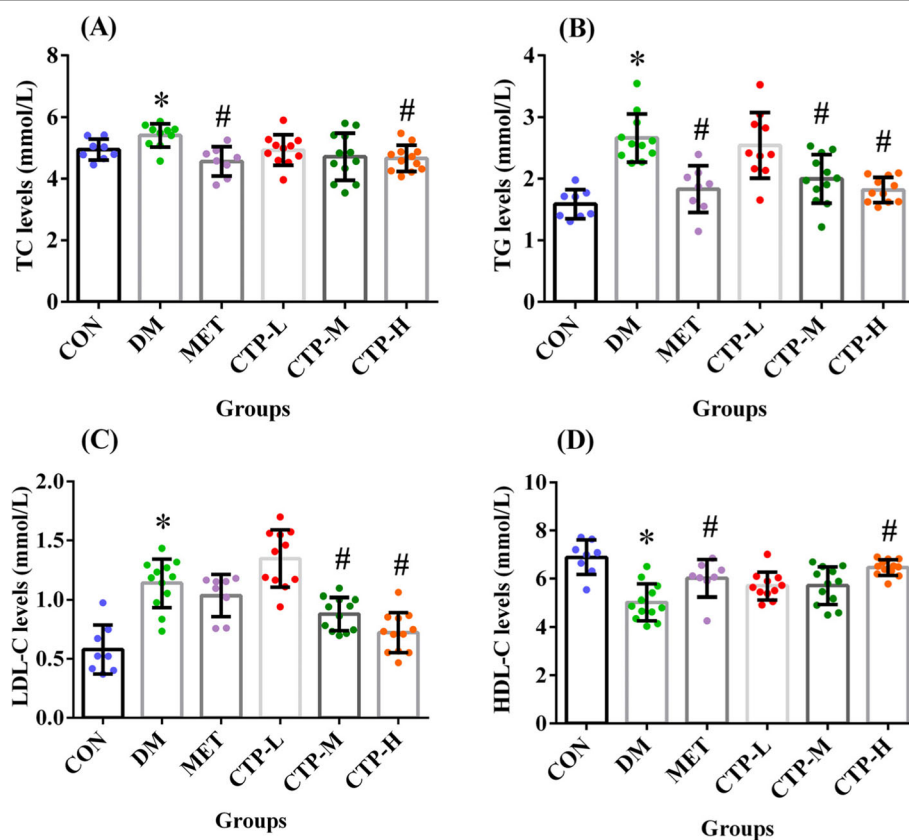 (A)
TC levels (mmol/L)
8
6
4
2
0
*
#
#
CON
DM
MET
CTP-L
CTP-M
CTP-H
Groups
(B)
TG levels (mmol/L)
4
3
2
1
0
*
#
#
#
CON
DM
MET
CTP-L
CTP-M
CTP-H
Groups
(C)
LDL-C levels (mmol/L)
2.0
1.5
1.0
0.5
0.0
*
#
#
CON
DM
MET
CTP-L
CTP-M
CTP-H
Groups
(D)
HDL-C levels (mmol/L)
10
8
6
4
2
0
*
#
#
CON
DM
MET
CTP-L
CTP-M
CTP-H
Groups